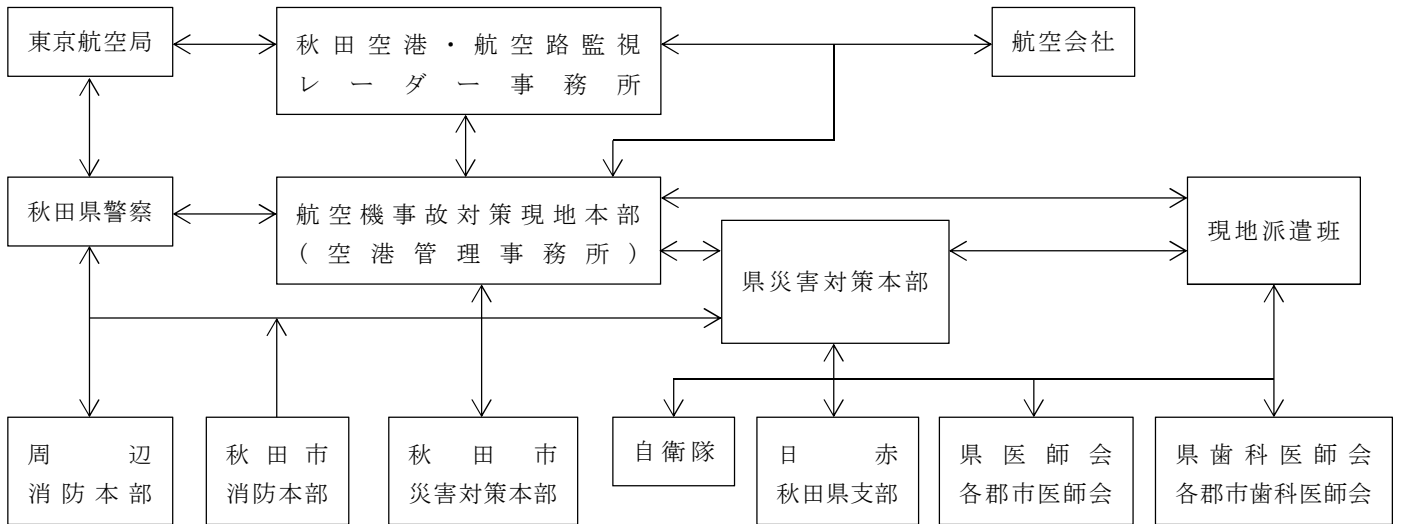 東京航空局
秋田空港・航空路監視
レーダー事務所
航空会社
秋田県警察
航空機事故対策現地本部
(空港管理事務所)
県災害対策本部
現地派遣班
周辺
消防本部
秋田市
消防本部
秋田市
災害対策本部
自衛隊
日赤
秋田県支部
県医師会
各郡市医師会
県歯科医師会
各郡市歯科医師会